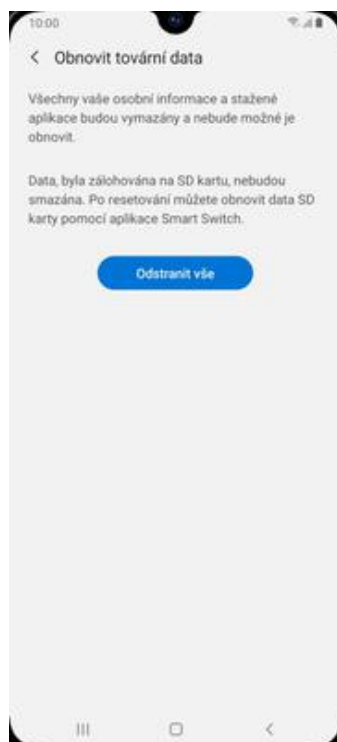 10:00
Obnovit tovární data
Všechny vaše osobní informace a stažené
aplikace budou vymazány a nebude možné je
obnovit.
Data, byla zálohována na SD kartu, nebudou
smazána. Po resetování můžete obnovit data SD
karty pomocí aplikace Smart Switch.
Odstranit vše